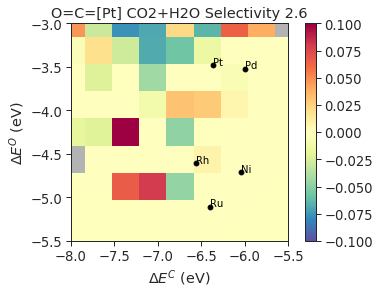 O=C=[Pt] CO2+H2O Selectivity 2.6
−3.0
−3.5
−4.0
−4.5
−5.0
−5.5
ΔE^O (eV)
Pt
Pd
Rh
Ni
Ru
−8.0 −7.5 −7.0 −6.5 −6.0 −5.5
ΔE^C (eV)
0.100
0.075
0.050
0.025
0.000
−0.025
−0.050
−0.075
−0.100